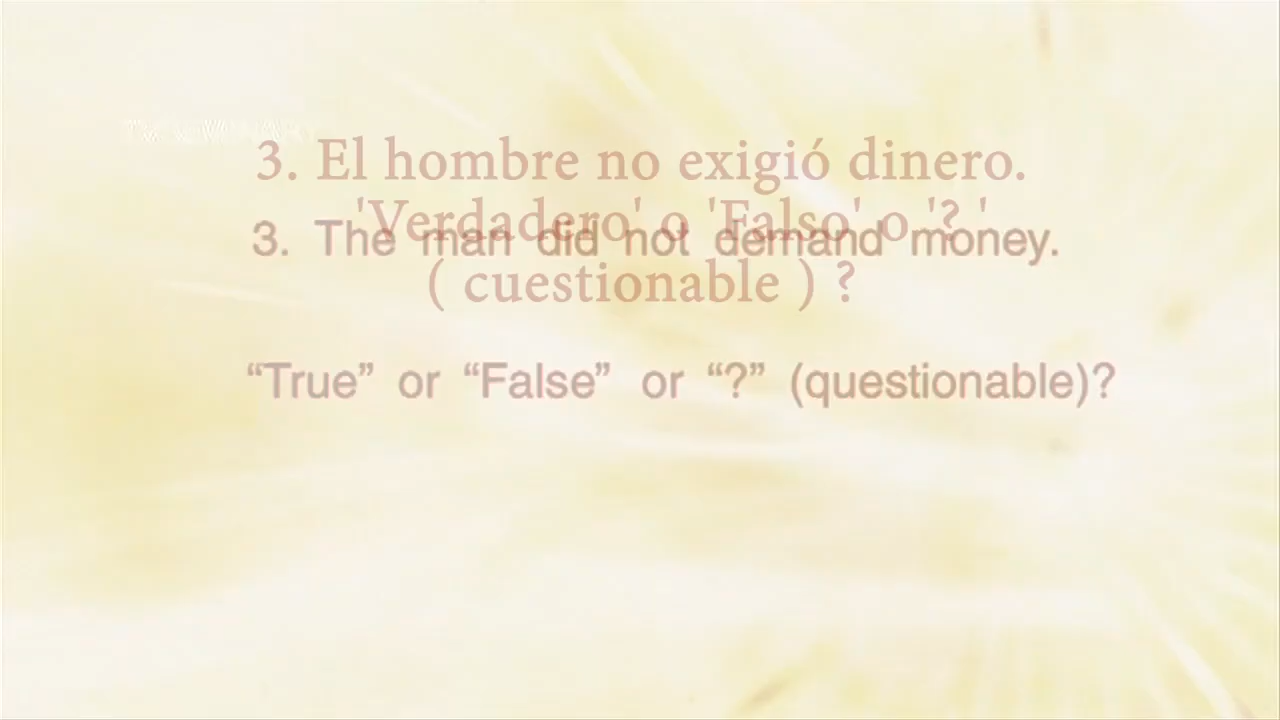 3. El hombre no exigió dinero.
'Verdadero' o 'Falso' o '? '
( cuestionable ) ?
3. The man did not demand money.
“True” or “False” or “?” (questionable)?